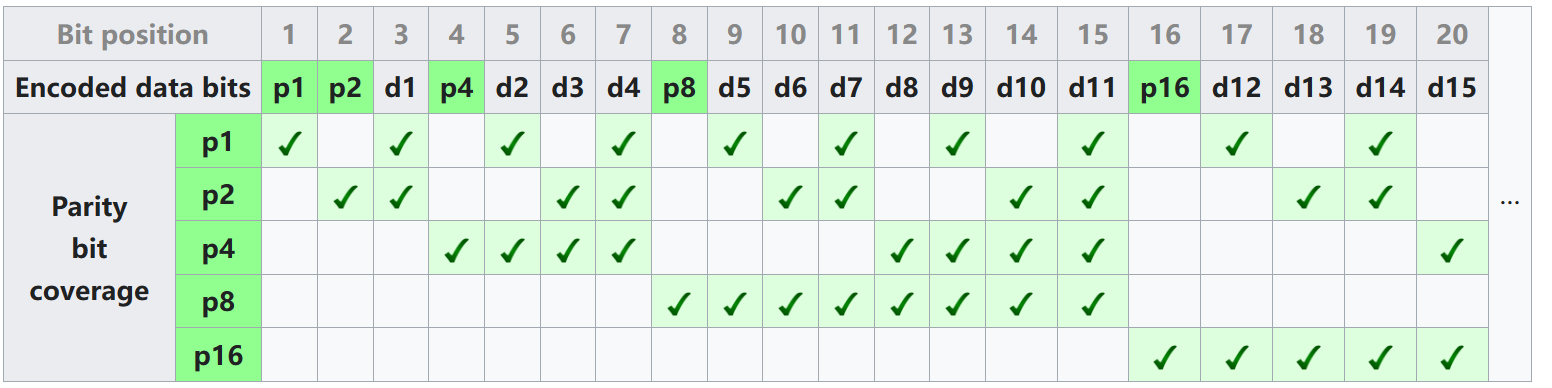 Bit position 1 2 3 4 5 6 7 8 9 10 11 12 13 14 15 16 17 18 19 20
Encoded data bits p1 p2 d1 p4 d2 d3 d4 p8 d5 d6 d7 d8 d9 d10 d11 p16 d12 d13 d14 d15
Parity
bit
coverage
p1 ✓ ✓ ✓ ✓ ✓ ✓ ✓ ✓ ✓ ✓
p2 ✓ ✓ ✓ ✓ ✓ ✓ ✓ ✓ ✓ ✓
p4 ✓ ✓ ✓ ✓ ✓ ✓ ✓ ✓ ✓
p8 ✓ ✓ ✓ ✓ ✓ ✓ ✓ ✓
p16 ✓ ✓ ✓ ✓ ✓
...